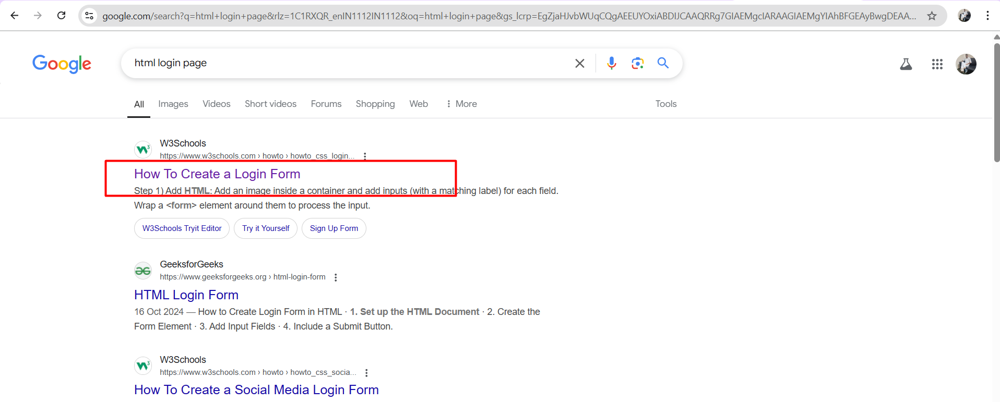 google.com/search?q=html+login+page&rlz=1C1RXQR_enIN1112IN1112&oq=html+login+page&gs_lcrp=EgZjaHJvbWUqCQgAEEUYOxiABDIJCAAQRRg7GIAEMgcIARAAGIAEMgYIAhBFGEAyBwgDEAA...
Google
html login page
All Images Videos Short videos Forums Shopping Web More Tools
W3Schools
https://www.w3schools.com › howto › howto_css_login...
How To Create a Login Form
Step 1) Add HTML: Add an image inside a container and add inputs (with a matching label) for each field.
Wrap a <form> element around them to process the input.
W3Schools Tryit Editor Try it Yourself Sign Up Form
GeeksforGeeks
https://www.geeksforgeeks.org › html-login-form
HTML Login Form
16 Oct 2024 — How to Create Login Form in HTML · 1. Set up the HTML Document · 2. Create the
Form Element · 3. Add Input Fields · 4. Include a Submit Button.
W3Schools
https://www.w3schools.com › howto › howto_css_socia...
How To Create a Social Media Login Form